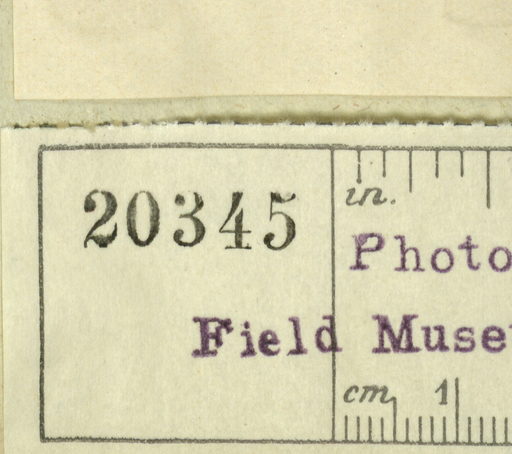 in.
20345
Photo
Field Muse
cm 1